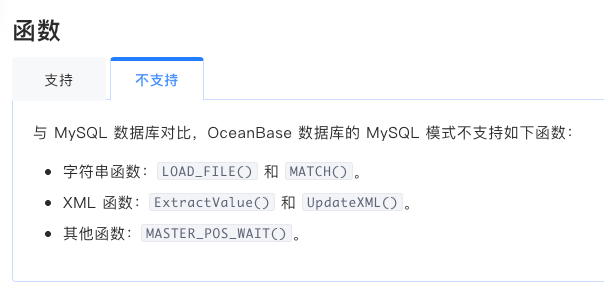 函数
支持
不支持
与 MySQL 数据库对比，OceanBase 数据库的 MySQL 模式不支持如下函数：
字符串函数：LOAD_FILE() 和 MATCH()。
XML 函数：ExtractValue() 和 UpdateXML()。
其他函数：MASTER_POS_WAIT()。